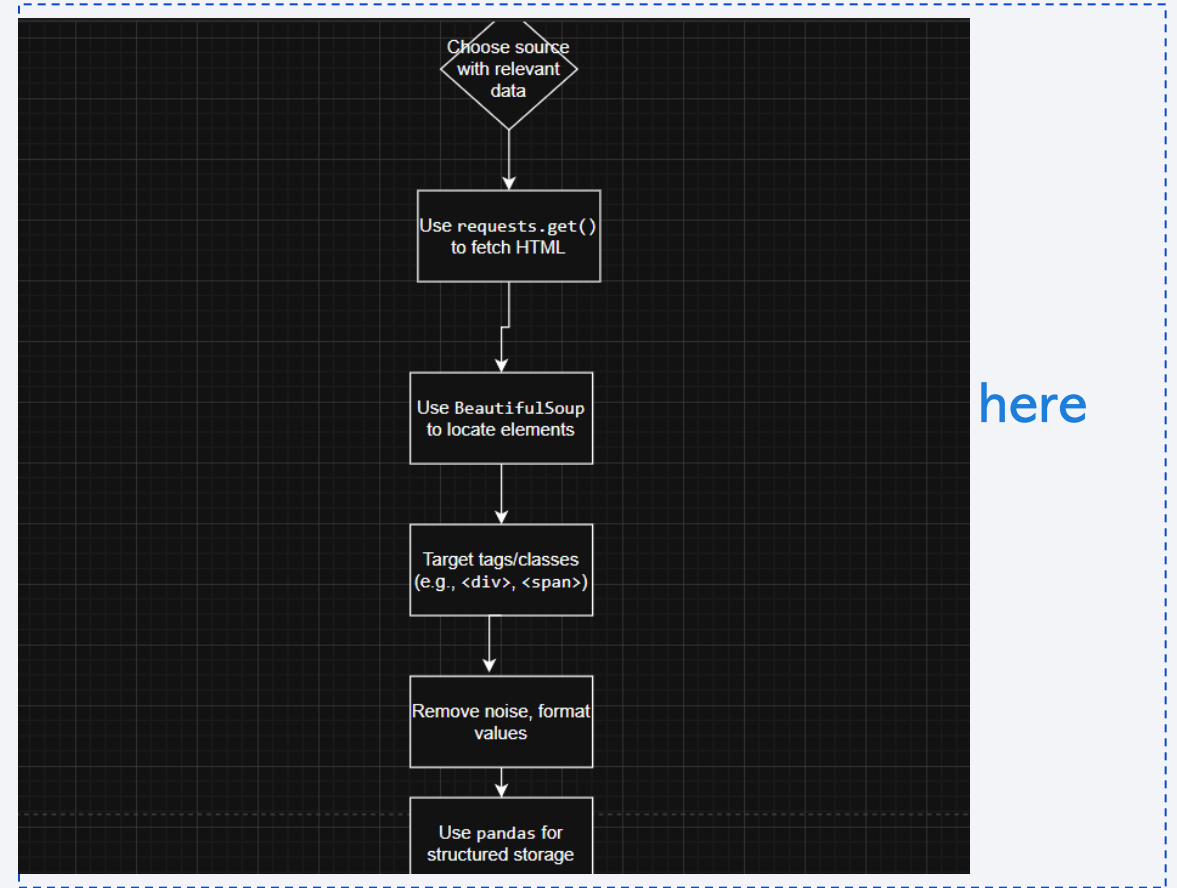 Choose source
with relevant
data
Use requests.get()
to fetch HTML
here
Use BeautifulSoup
to locate elements
Target tags/classes
(e.g., <div>, <span>)
Remove noise, format
values
Use pandas for
structured storage